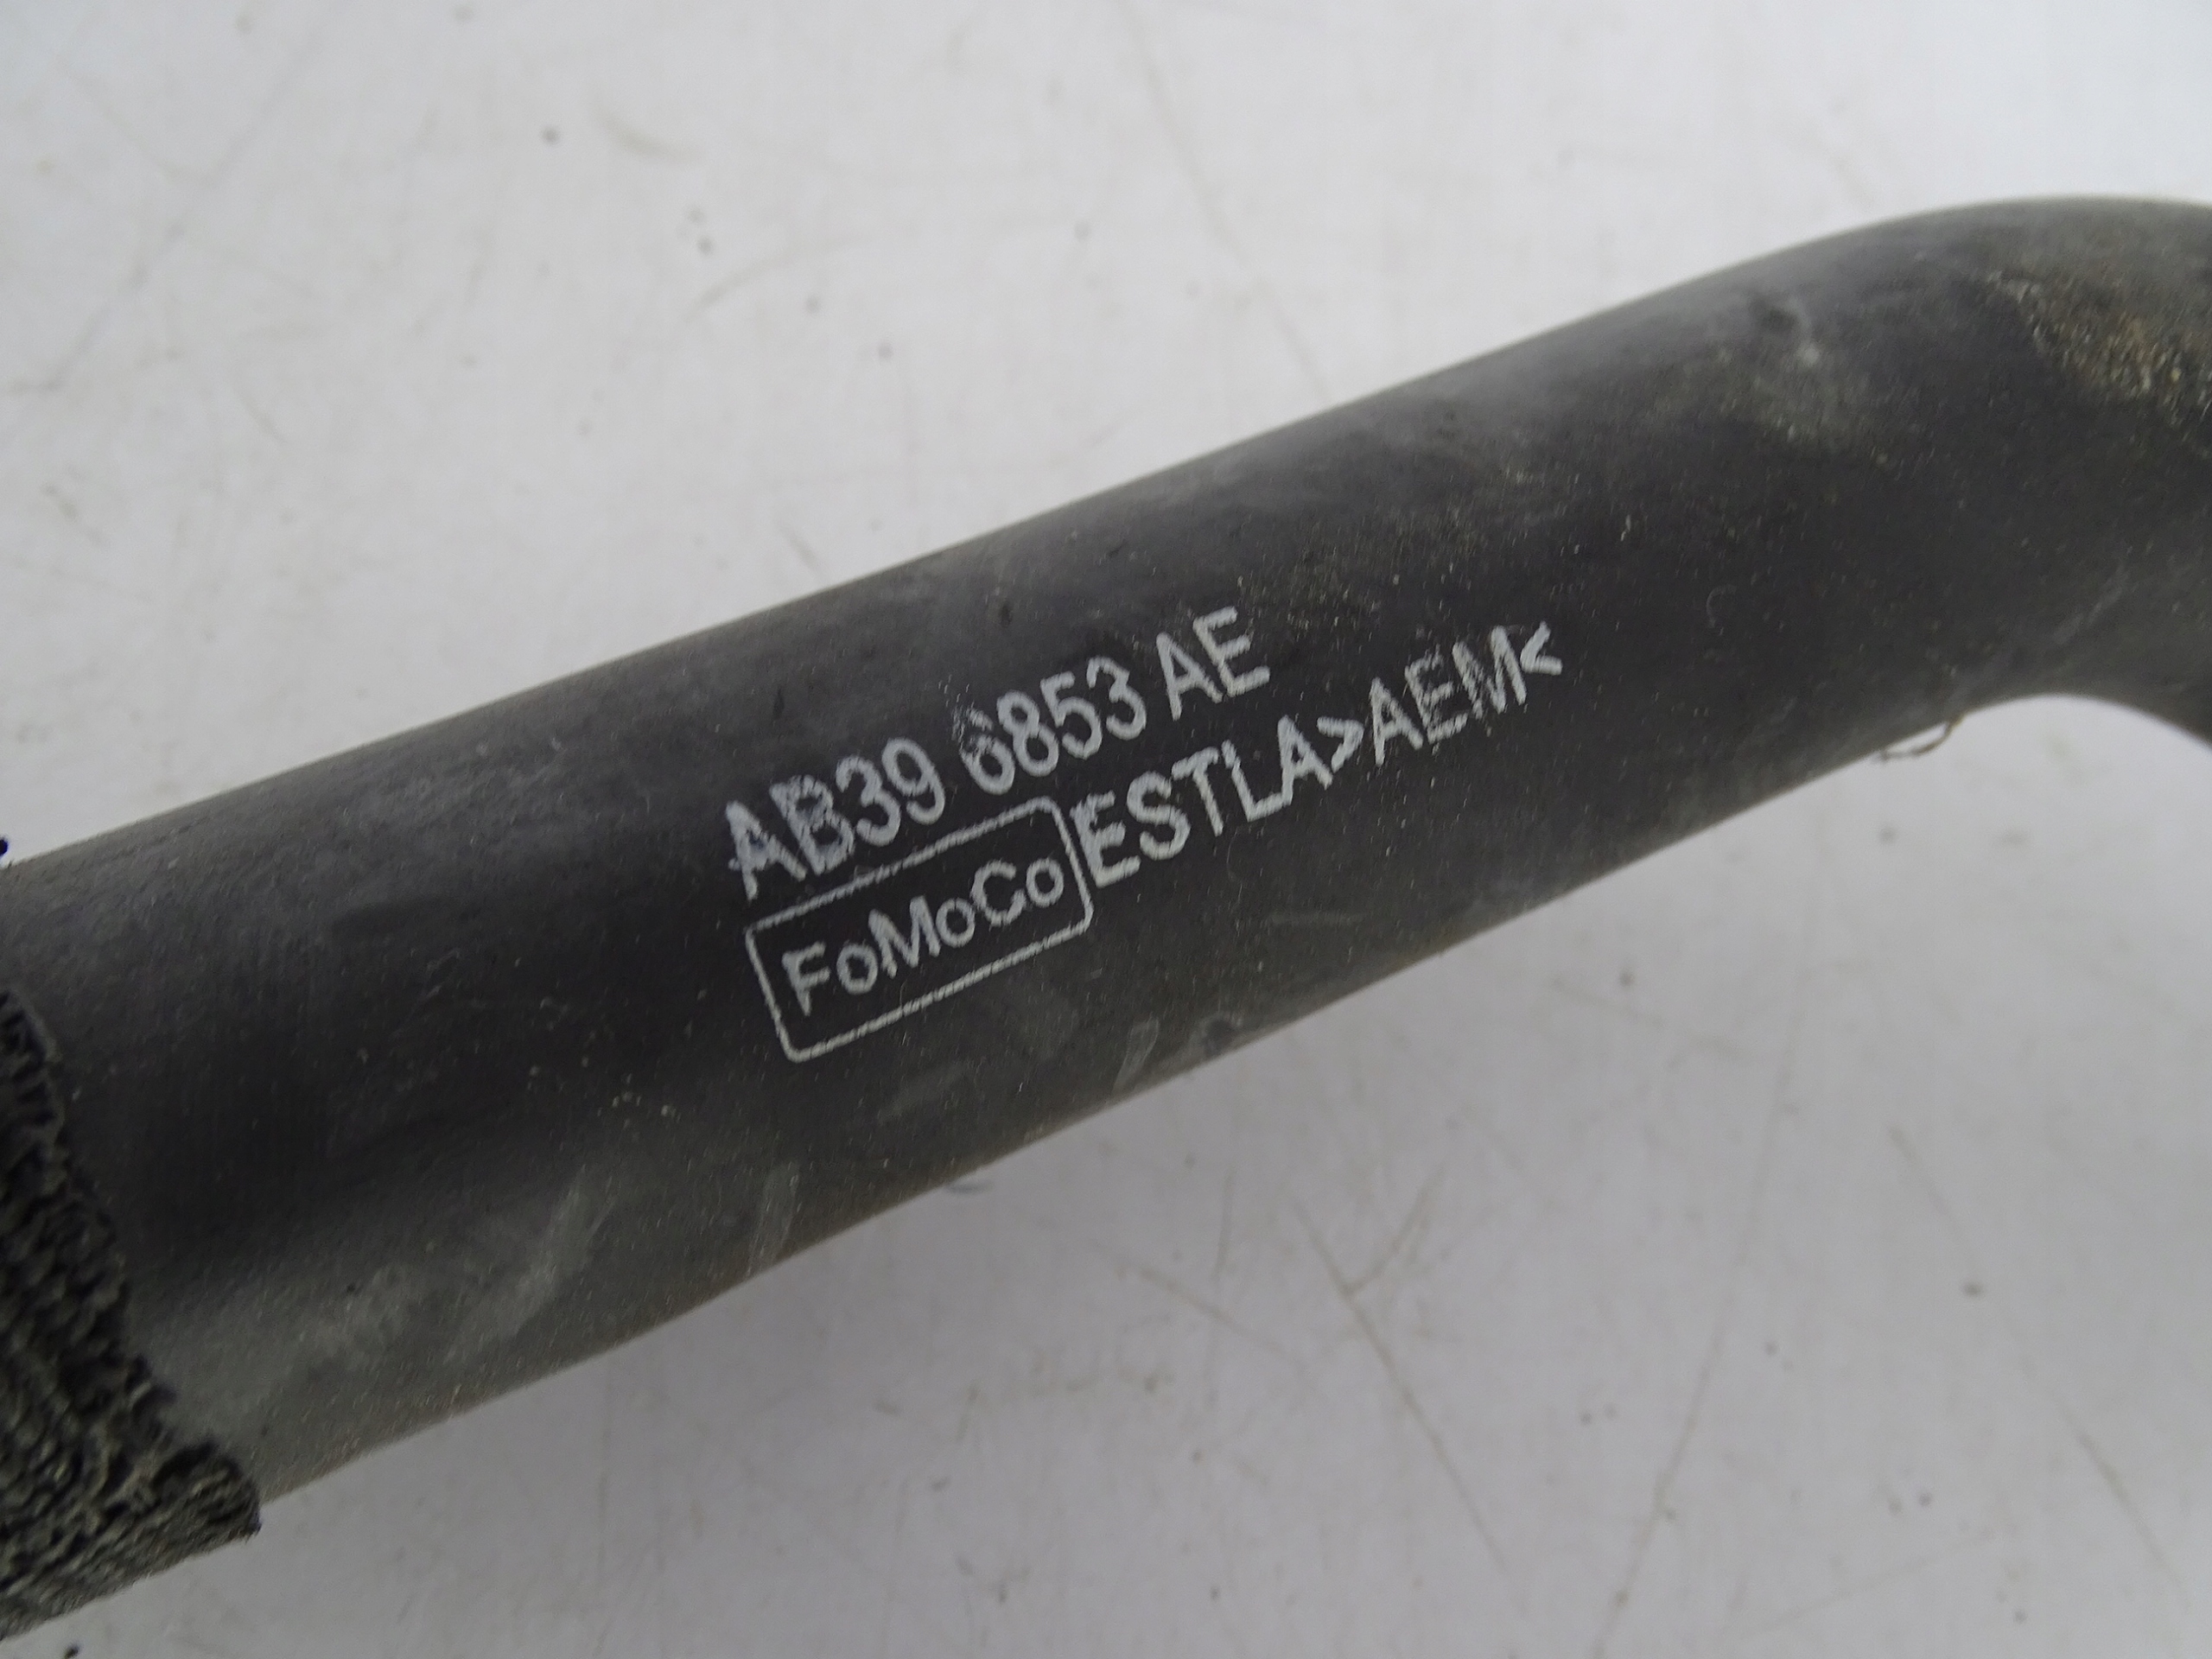 AB39 6853 AE
FoMoCo ESTLA>AEM<